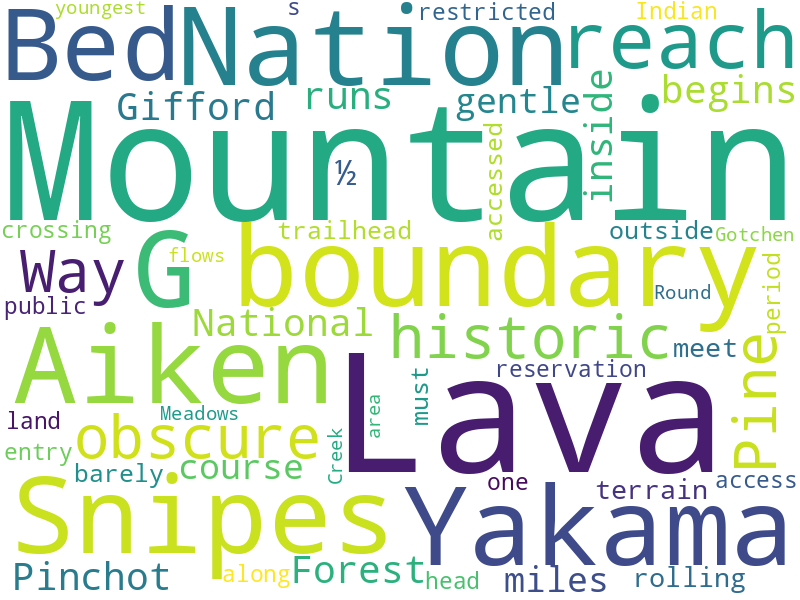 youngest
s
restricted
Indian
Bed
Nation
reach
Gifford
runs
gentle
inside
begins
Mountain
½
accessed
crossing
trailhead
outside
Gotchen
Way
G
flows
boundary
public
Round
period
National
Aiken
historic
meet
Pine
Lava
reservation
land
Meadows
area
must
obscure
entry
barely
course
Creek
one
terrain
access
Snipes
Yakama
Pinchot
along
Forest
head
miles
rolling